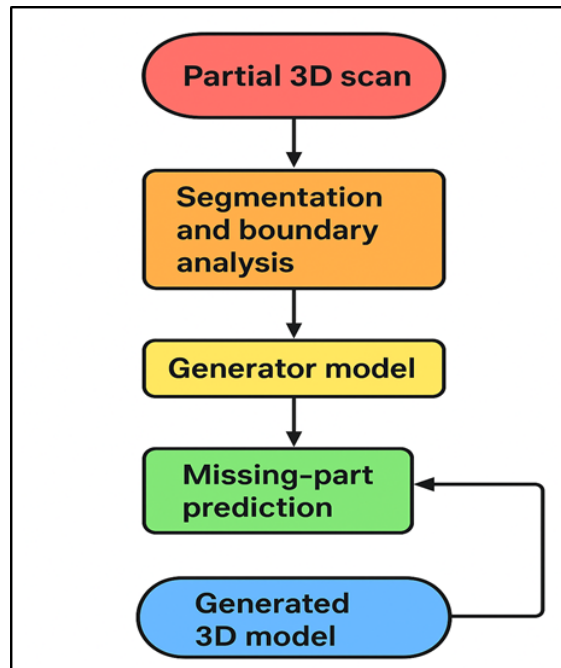 Partial 3D scan
Segmentation
and boundary
analysis
Generator model
Missing-part
prediction
Generated
3D model